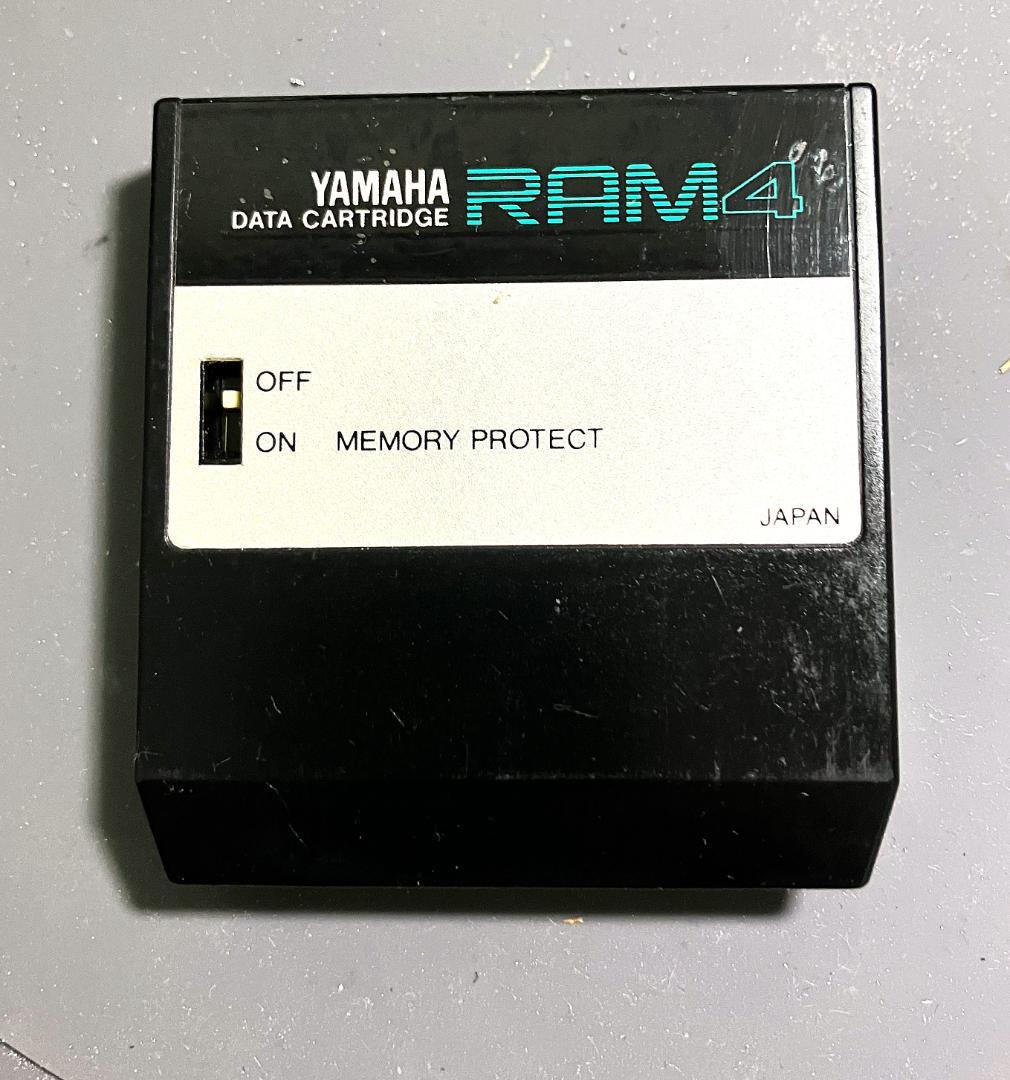 YAMAHA RAM4
DATA CARTRIDGE
OFF
ON MEMORY PROTECT
JAPAN